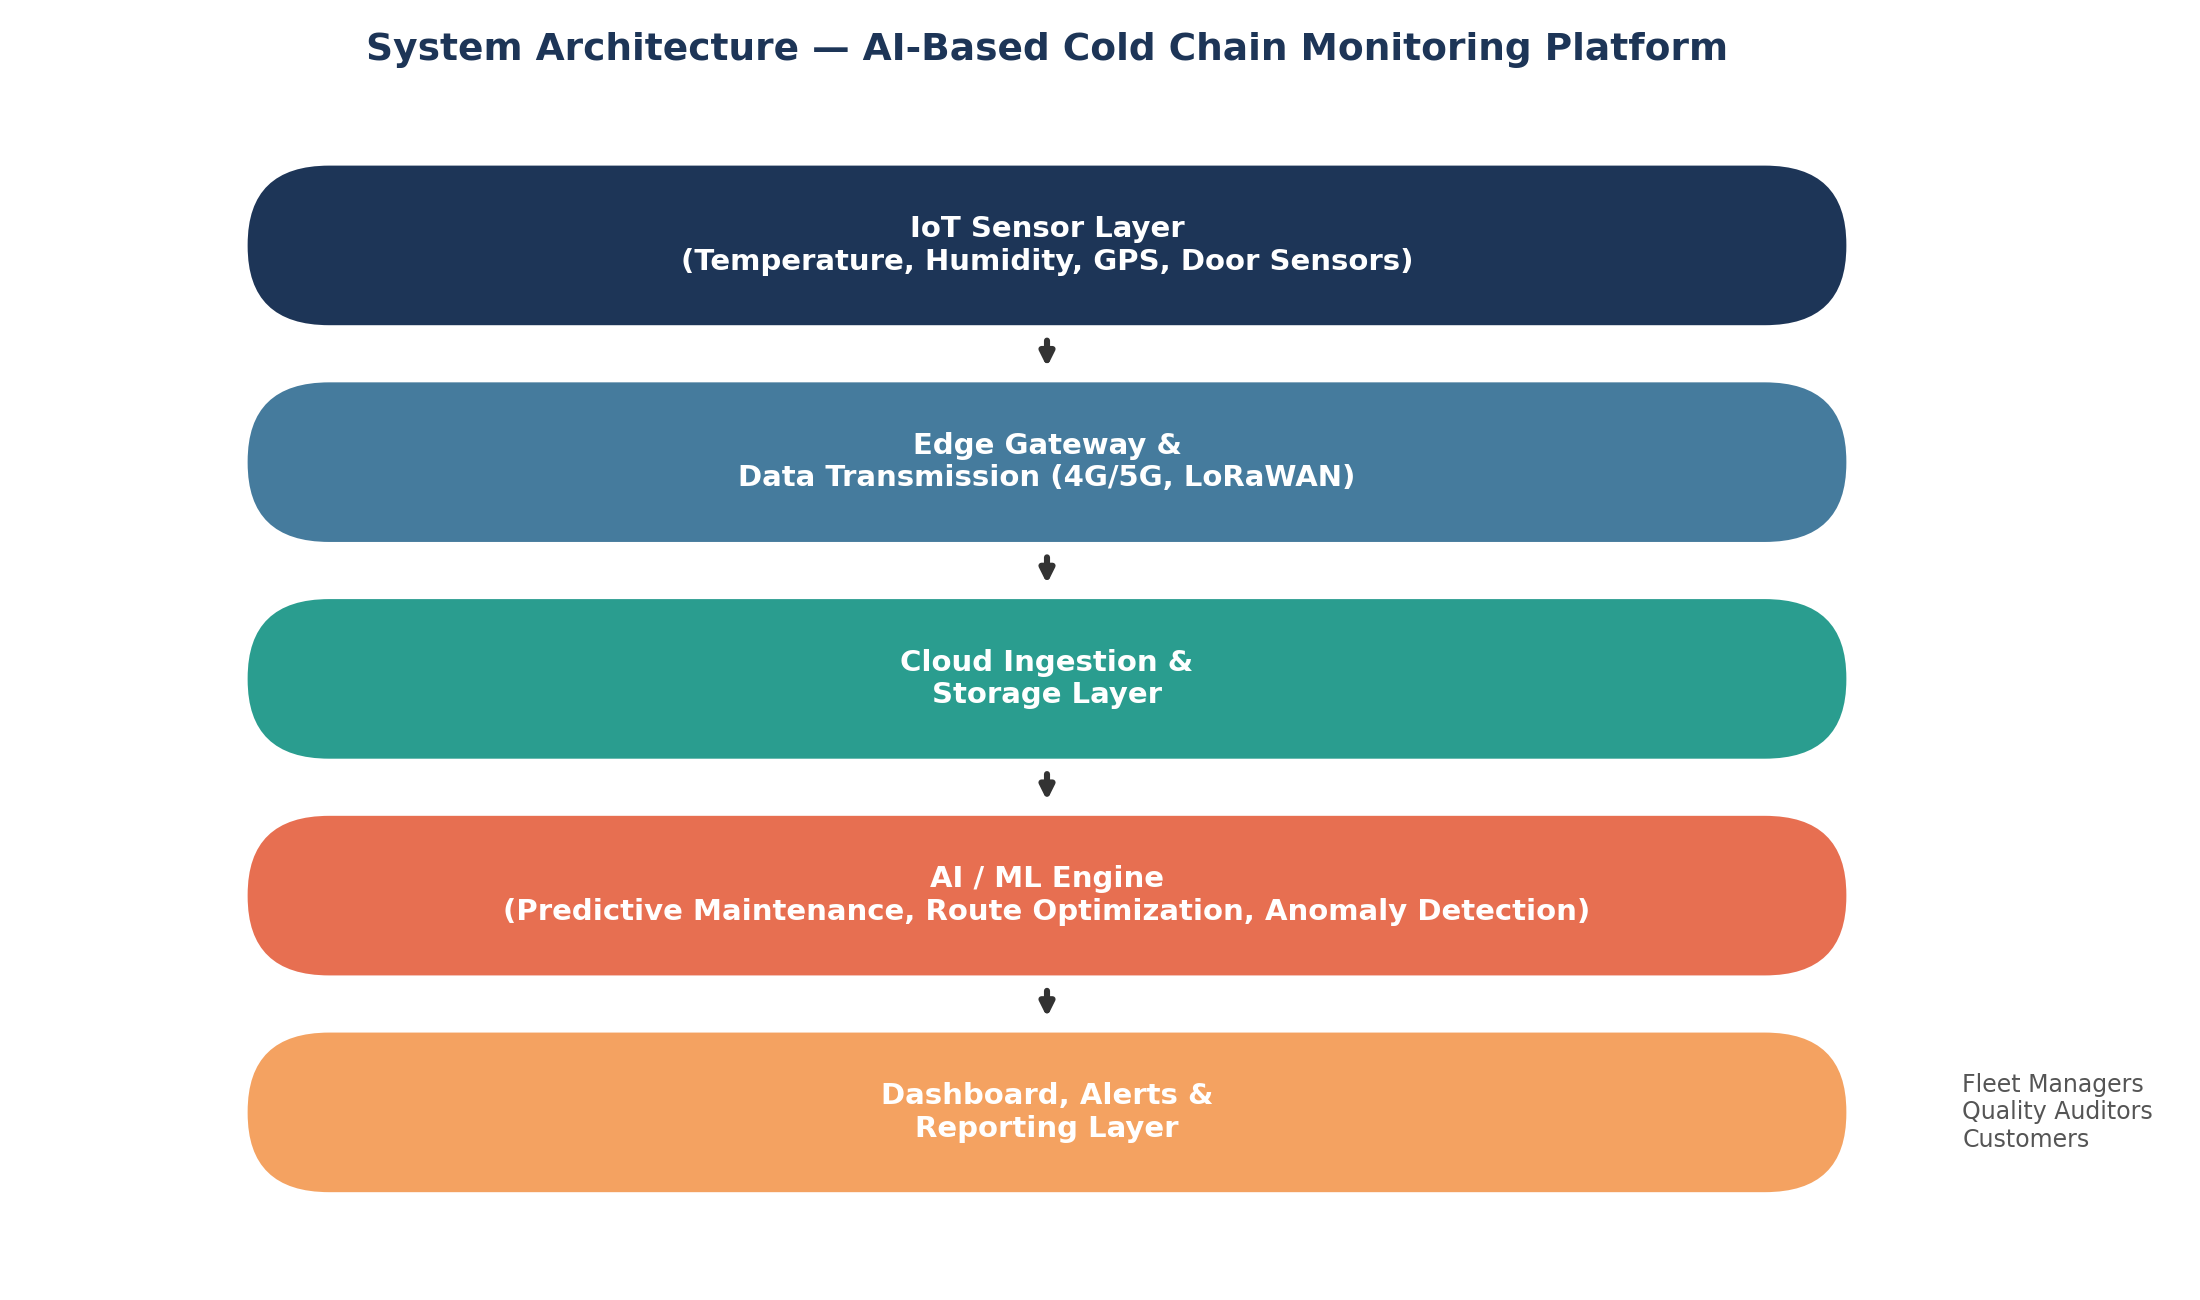 System Architecture — AI-Based Cold Chain Monitoring Platform
IoT Sensor Layer
(Temperature, Humidity, GPS, Door Sensors)
Edge Gateway &
Data Transmission (4G/5G, LoRaWAN)
Cloud Ingestion &
Storage Layer
AI / ML Engine
(Predictive Maintenance, Route Optimization, Anomaly Detection)
Dashboard, Alerts &
Reporting Layer
Fleet Managers
Quality Auditors
Customers